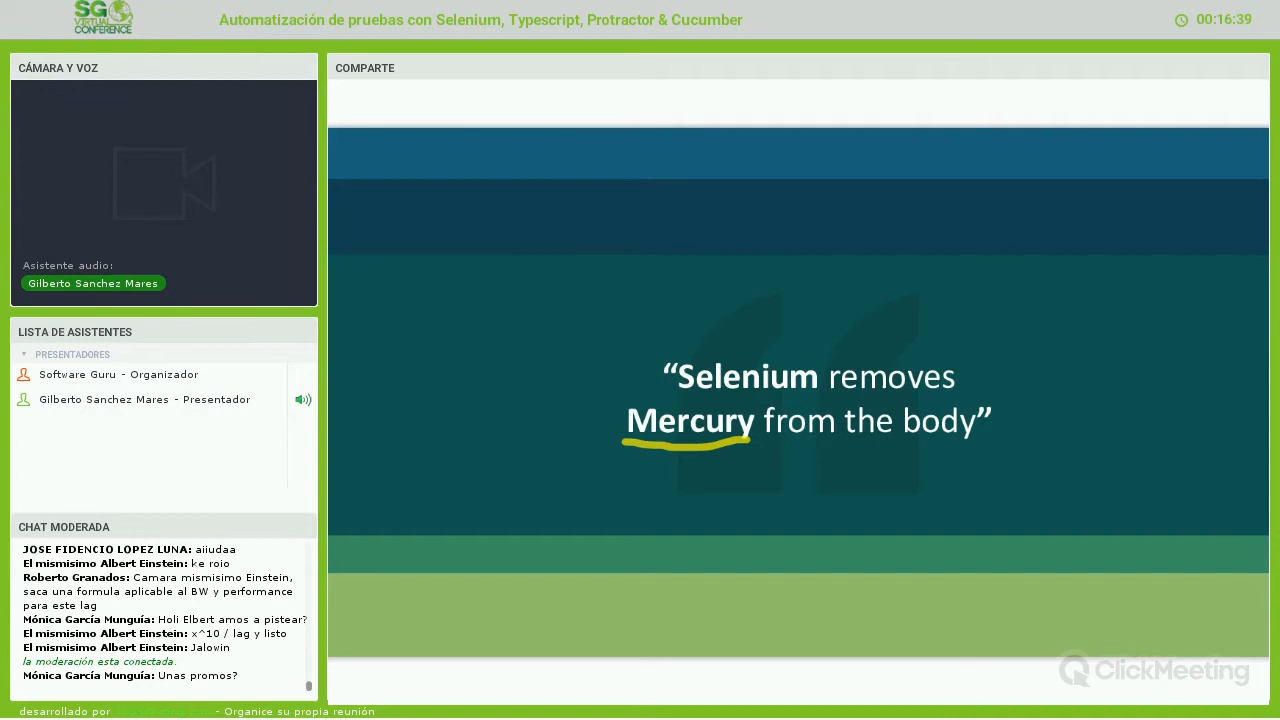 SG
VIRTUAL
CONFERENCE
Automatización de pruebas con Selenium, Typescript, Protractor & Cucumber
00:16:39
CÁMARA Y VOZ
Asistente audio:
Gilberto Sanchez Mares
LISTA DE ASISTENTES
PRESENTADORES
Software Guru - Organizador
Gilberto Sanchez Mares - Presentador
CHAT MODERADA
JOSE FIDENCIO LOPEZ LUNA: aiiudaa
El mismisimo Albert Einstein: ke roio
Roberto Granados: Camara mismisimo Einstein,
saca una formula aplicable al BW y performance
para este lag
Mónica García Munguía: Holi Elbert amos a pistear?
El mismisimo Albert Einstein: x^10 / lag y listo
El mismisimo Albert Einstein: Jalowin
la moderación esta conectada.
Mónica García Munguía: Unas promos?
desarrollado por - Organice su propia reunión
COMPARTE
“Selenium removes
Mercury from the body”
ClickMeeting